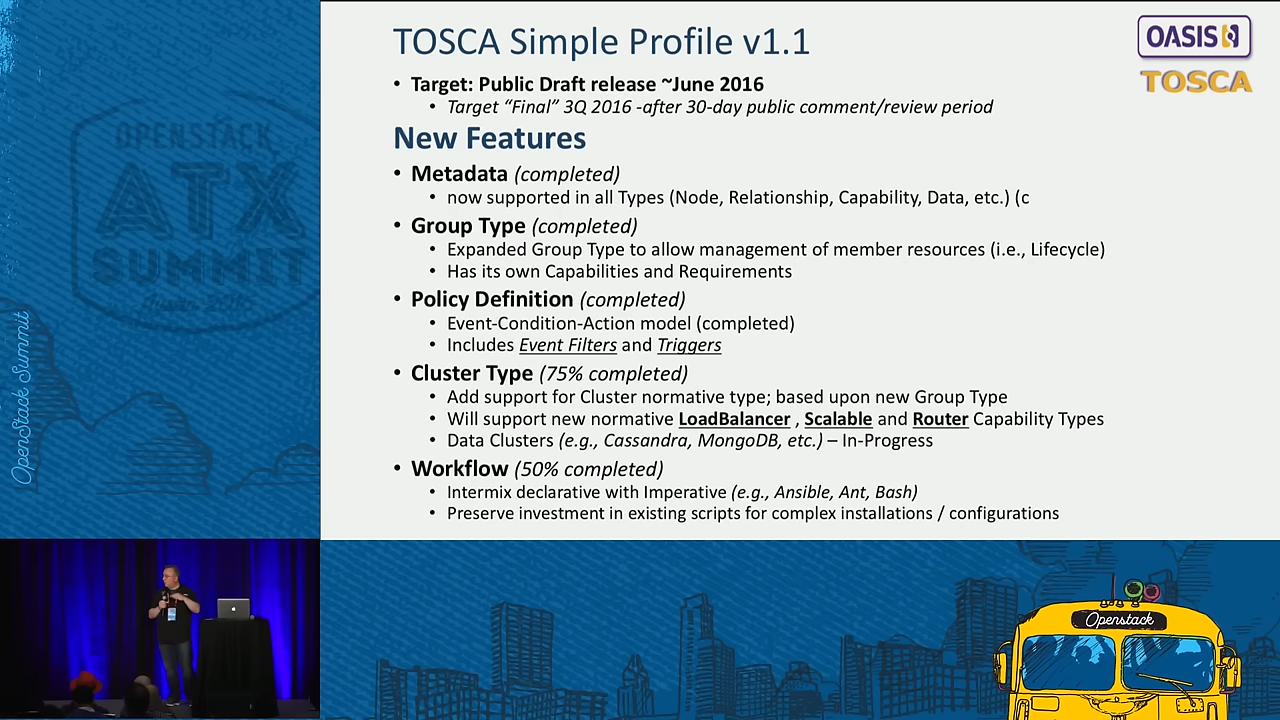 TOSCA Simple Profile v1.1
OASIS
TOSCA
• Target: Public Draft release ~June 2016
• Target “Final” 3Q 2016 -after 30-day public comment/review period
New Features
• Metadata (completed)
• now supported in all Types (Node, Relationship, Capability, Data, etc.) (c
• Group Type (completed)
• Expanded Group Type to allow management of member resources (i.e., Lifecycle)
• Has its own Capabilities and Requirements
• Policy Definition (completed)
• Event-Condition-Action model (completed)
• Includes Event Filters and Triggers
• Cluster Type (75% completed)
• Add support for Cluster normative type; based upon new Group Type
• Will support new normative LoadBalancer , Scalable and Router Capability Types
• Data Clusters (e.g., Cassandra, MongoDB, etc.) – In-Progress
• Workflow (50% completed)
• Intermix declarative with Imperative (e.g., Ansible, Ant, Bash)
• Preserve investment in existing scripts for complex installations / configurations
OPENSTACK
ATX
SUMMIT
OpenStack Summit
Openstack